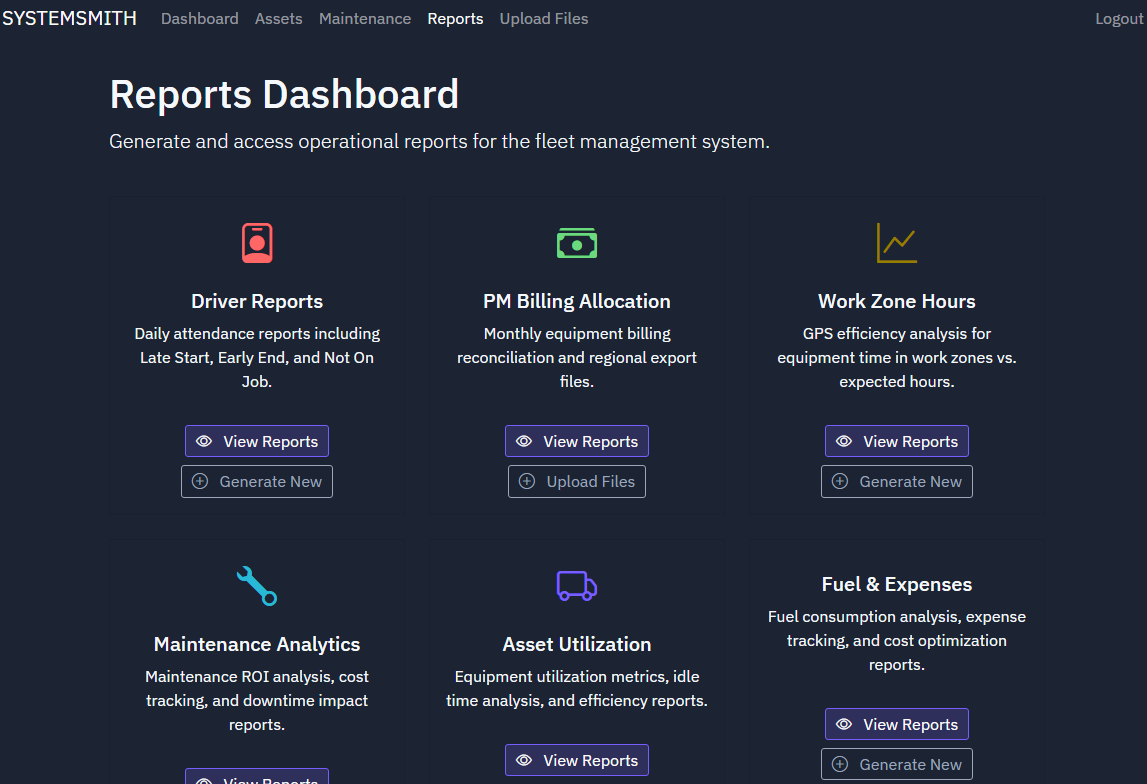 SYSTEMSMITH Dashboard Assets Maintenance Reports Upload Files Logout
Reports Dashboard
Generate and access operational reports for the fleet management system.
Driver Reports
Daily attendance reports including
Late Start, Early End, and Not On
Job.
View Reports
Generate New
PM Billing Allocation
Monthly equipment billing
reconciliation and regional export
files.
View Reports
Upload Files
Work Zone Hours
GPS efficiency analysis for
equipment time in work zones vs.
expected hours.
View Reports
Generate New
Maintenance Analytics
Maintenance ROI analysis, cost
tracking, and downtime impact
reports.
View Reports
Asset Utilization
Equipment utilization metrics, idle
time analysis, and efficiency reports.
View Reports
Fuel & Expenses
Fuel consumption analysis, expense
tracking, and cost optimization
reports.
View Reports
Generate New